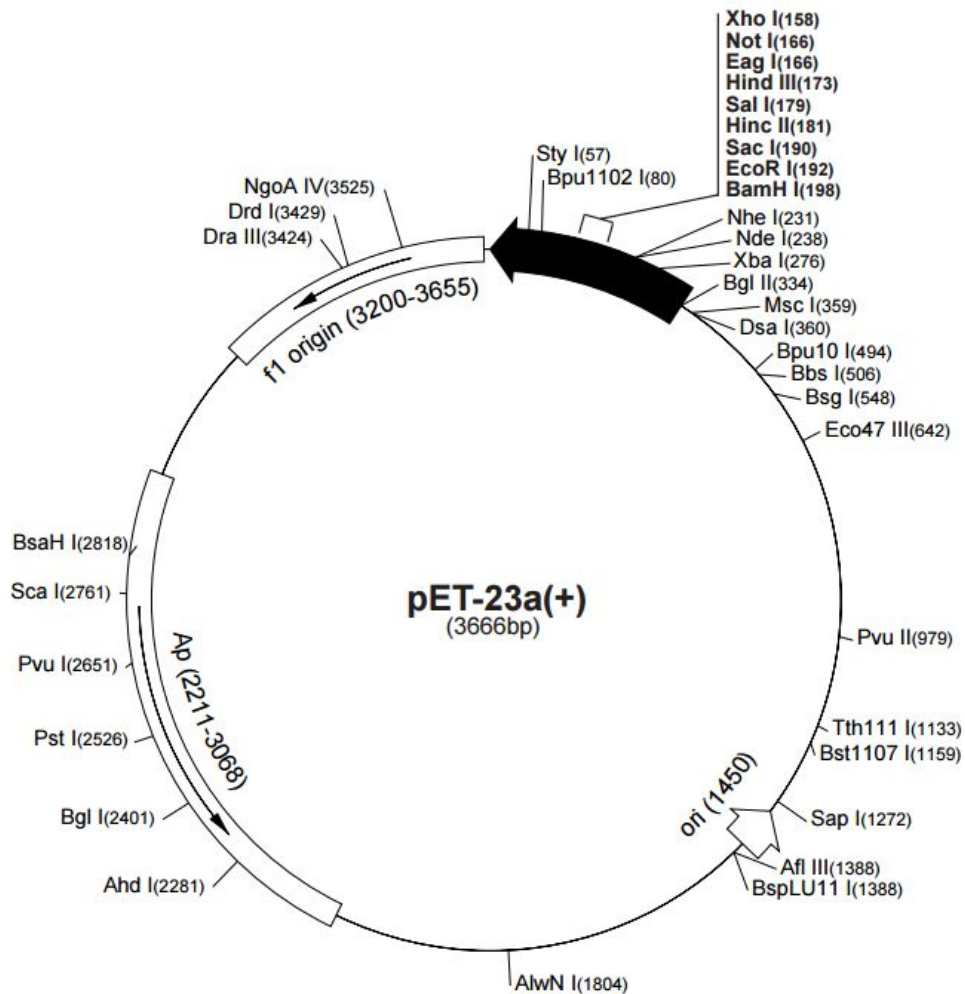 Xho I(158)
Not I(166)
Eag I(166)
Hind III(173)
Sal I(179)
Hinc II(181)
Sac I(190)
EcoR I(192)
BamH I(198)
Sty I(57)
Bpu1102 I(80)
NgoA IV(3525)
Drd I(3429)
Dra III(3424)
Nhe I(231)
Nde I(238)
Xba I(276)
Bgl II(334)
Msc I(359)
Dsa I(360)
Bpu10 I(494)
Bbs I(506)
Bsg I(548)
Eco47 III(642)
f1 origin (3200-3655)
BsaH I(2818)
Sca I(2761)
Pvu I(2651)
Pst I(2526)
Bgl I(2401)
Ahd I(2281)
Ap (2211-3068)
pET-23a(+)
(3666bp)
Pvu II(979)
Tth111 I(1133)
Bst1107 I(1159)
ori (1450)
Sap I(1272)
Afl III(1388)
BspLU11 I(1388)
AlwN I(1804)